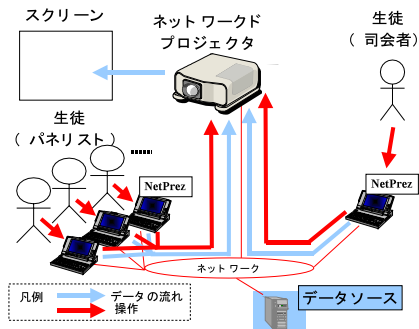 スクリーン
ネットワークド
プロジェクタ
生徒
（司会者）
生徒
（パネリスト）
NetPrez
NetPrez
ネットワーク
データソース
凡例
データの流れ
操作